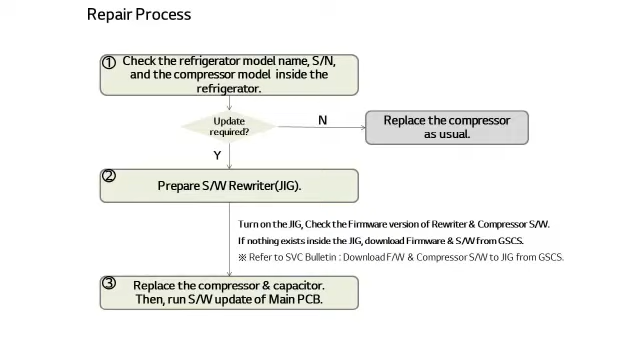 Repair Process
① Check the refrigerator model name, S/N,
and the compressor model inside the
refrigerator.
Update
required?
N
Replace the compressor
as usual.
Y
②
Prepare S/W Rewriter(JIG).
Turn on the JIG, Check the Firmware version of Rewriter & Compressor S/W.
If nothing exists inside the JIG, download Firmware & S/W from GSCS.
※ Refer to SVC Bulletin : Download F/W & Compressor S/W to JIG from GSCS.
③ Replace the compressor & capacitor.
Then, run S/W update of Main PCB.